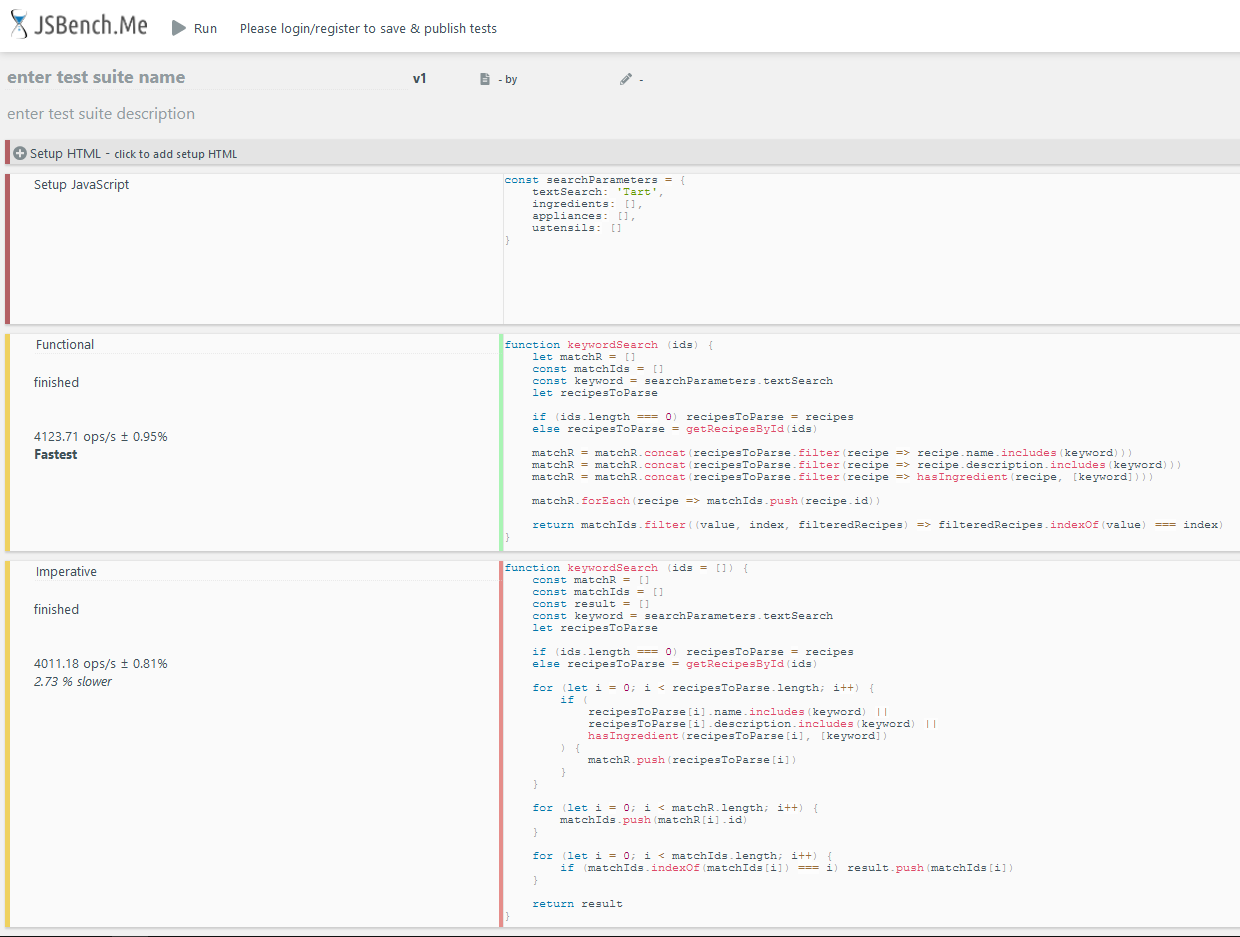 JSBench.Me
Run
Please login/register to save & publish tests
enter test suite name
v1
- by
-
enter test suite description
Setup HTML - click to add setup HTML
Setup JavaScript
const searchParameters = {
    textSearch: 'Tart',
    ingredients: [],
    appliances: [],
    ustensils: []
}
Functional
finished
4123.71 ops/s ± 0.95%
Fastest
function keywordSearch (ids) {
    let matchR = []
    const matchIds = []
    const keyword = searchParameters.textSearch
    let recipesToParse
    if (ids.length === 0) recipesToParse = recipes
    else recipesToParse = getRecipesById(ids)
    matchR = matchR.concat(recipesToParse.filter(recipe => recipe.name.includes(keyword)))
    matchR = matchR.concat(recipesToParse.filter(recipe => recipe.description.includes(keyword)))
    matchR = matchR.concat(recipesToParse.filter(recipe => hasIngredient(recipe, [keyword])))
    matchR.forEach(recipe => matchIds.push(recipe.id))
    return matchIds.filter((value, index, filteredRecipes) => filteredRecipes.indexOf(value) === index)
}
Imperative
finished
4011.18 ops/s ± 0.81%
2.73 % slower
function keywordSearch (ids = []) {
    const matchR = []
    const matchIds = []
    const result = []
    const keyword = searchParameters.textSearch
    let recipesToParse
    if (ids.length === 0) recipesToParse = recipes
    else recipesToParse = getRecipesById(ids)
    for (let i = 0; i < recipesToParse.length; i++) {
        if (
            recipesToParse[i].name.includes(keyword) ||
            recipesToParse[i].description.includes(keyword) ||
            hasIngredient(recipesToParse[i], [keyword])
        ) {
            matchR.push(recipesToParse[i])
        }
    }
    for (let i = 0; i < matchR.length; i++) {
        matchIds.push(matchR[i].id)
    }
    for (let i = 0; i < matchIds.length; i++) {
        if (matchIds.indexOf(matchIds[i]) === i) result.push(matchIds[i])
    }
    return result
}